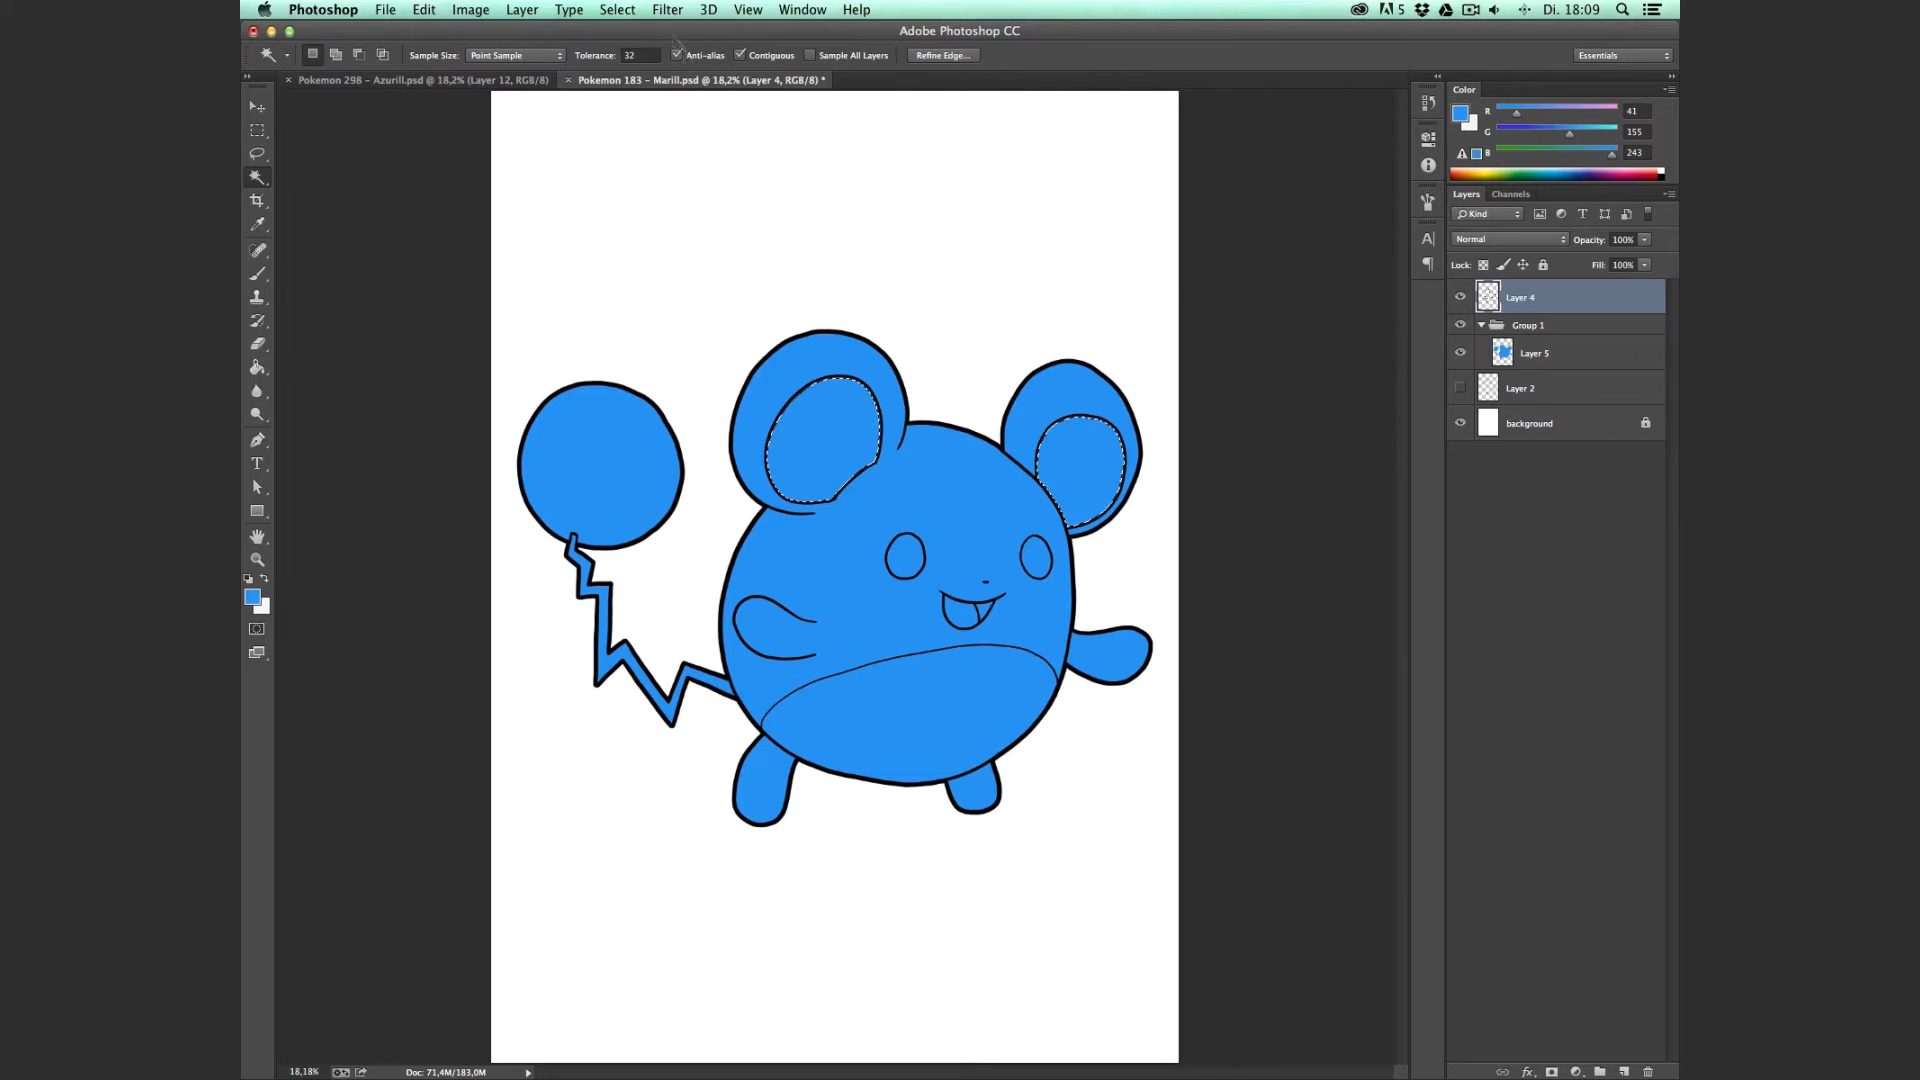 Photoshop File Edit Image Layer Type Select Filter 3D View Window Help 5 Di. 18:09
Adobe Photoshop CC
Sample Size: Point Sample Tolerance: 32 Anti-alias Contiguous Sample All Layers Refine Edge... Essentials
Pokemon 298 - Azurill.psd @ 18,2% (Layer 12, RGB/8) Pokemon 183 - Marill.psd @ 18,2% (Layer 4, RGB/8) *
Color
R 41
G 155
B 243
Layers Channels
Kind
Normal Opacity: 100%
Lock: Fill: 100%
Layer 4
Group 1
Layer 5
Layer 2
background
18,18% Doc: 71,4M/183,0M